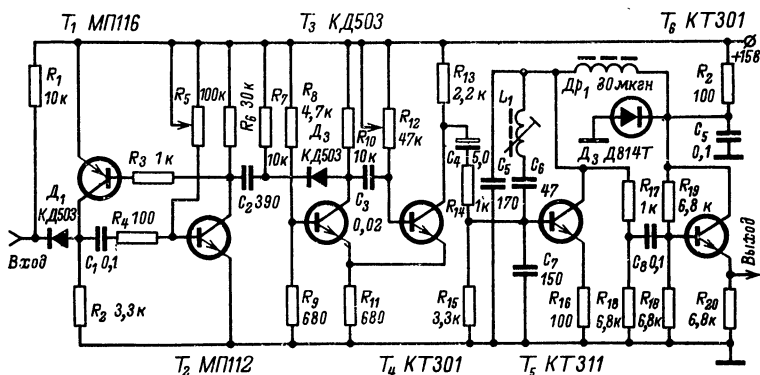 T₁ МП116
T₃ КД503
T₆ КТ301
+15В
R₁
10к
R₅
100к
R₆ 30к
R₇
10к
R₈
4,7к
Д₃
КД503
R₁₀
10к
R₁₂
47к
R₁₃
2,2 к
Др₁ 80 мкгн
R₂
100
L₁
C₄ 5,0
Д₃ Д814Г
C₅
0,1
R₃ 1к
Д₁
КД503
R₄ 100
C₂ 390
C₃
0,02
R₁₄ 1к
C₅
170
C₆
47
R₁₇
1к
R₁₉
6,8 к
Вход
C₁ 0,1
C₇
150
C₈ 0,1
Выход
R₂ 3,3к
R₉
680
R₁₁
680
R₁₅
3,3к
R₁₆
100
R₁₈
6,8к
R₁₈
6,8к
R₂₀
6,8к
T₂ МП112
T₄ КТ301
T₅ КТ311